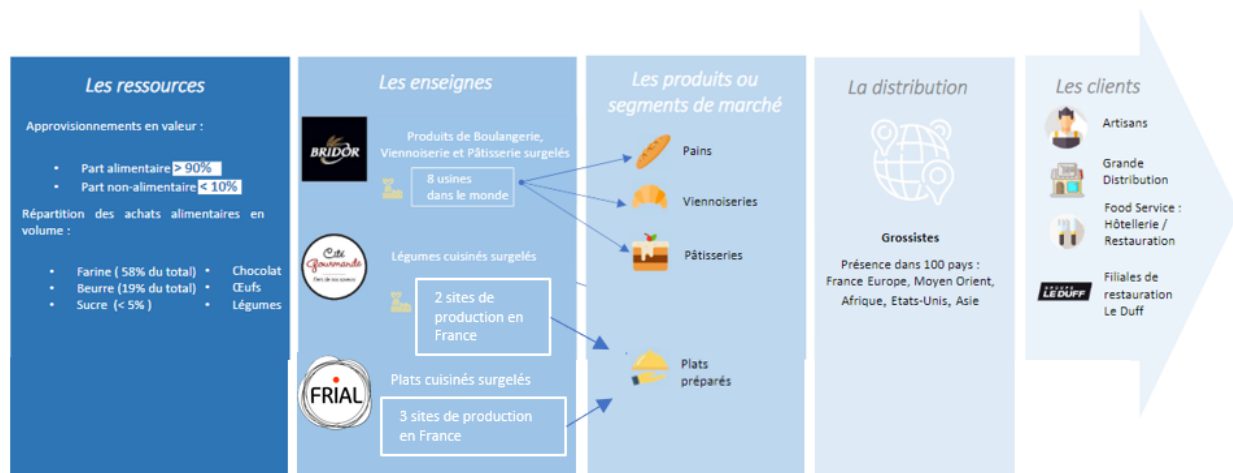 Les ressources
Approvisionnements en valeur :
• Part alimentaire > 90%
• Part non-alimentaire < 10%
Répartition des achats alimentaires en
volume :
• Farine ( 58% du total)
• Beurre (19% du total)
• Sucre (< 5% )
• Chocolat
• Œufs
• Légumes
Les enseignes
BRIDOR
Produits de Boulangerie,
Viennoiserie et Pâtisserie surgelés
8 usines
dans le monde
Cité
Gourmande
Légumes cuisinés surgelés
2 sites de
production en
France
FRIAL
Plats cuisinés surgelés
3 sites de production
en France
Les produits ou
segments de marché
Pains
Viennoiseries
Pâtisseries
Plats
préparés
La distribution
Grossistes
Présence dans 100 pays :
France Europe, Moyen Orient,
Afrique, Etats-Unis, Asie
Les clients
Artisans
Grande
Distribution
Food Service :
Hôtellerie /
Restauration
GROUPE
LE DUFF
Filiales de
restauration
Le Duff